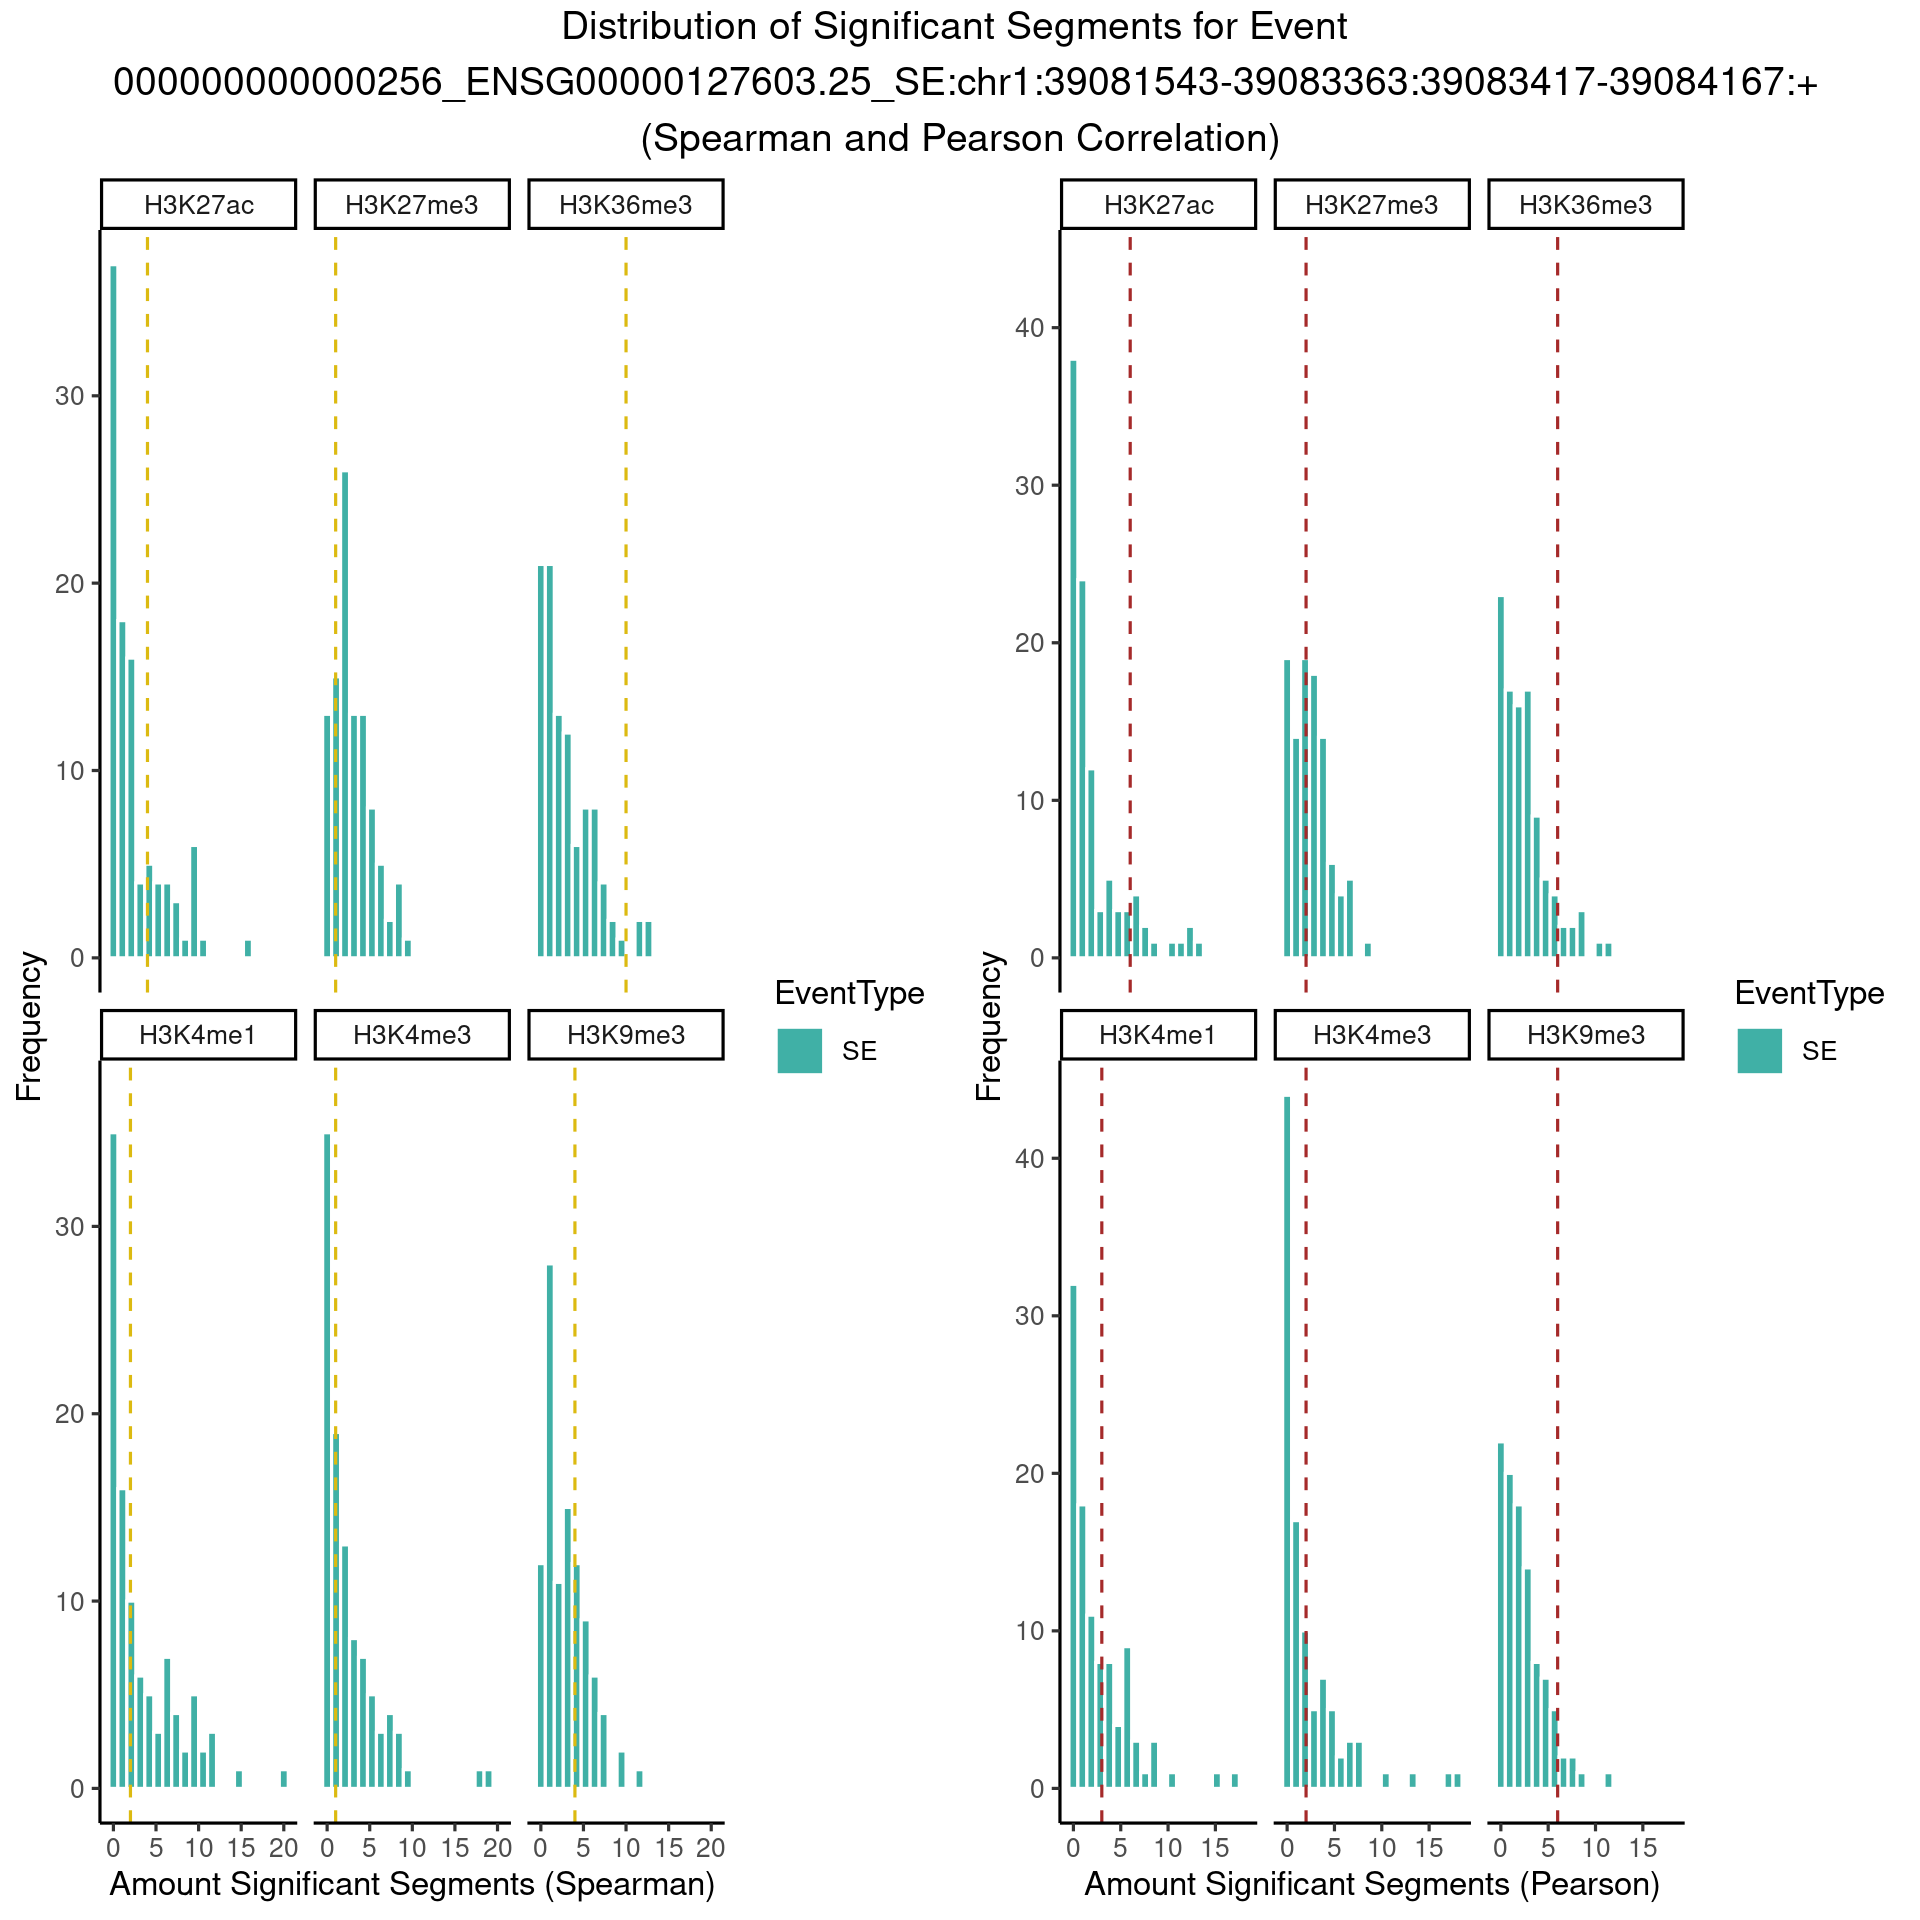 Distribution of Significant Segments for Event
000000000000256_ENSG00000127603.25_SE:chr1:39081543-39083363:39083417-39084167:+
(Spearman and Pearson Correlation)
H3K27ac
H3K27me3
H3K36me3
30
20
10
0
H3K4me1
H3K4me3
H3K9me3
30
20
10
0
0 5 10 15 20
0 5 10 15 20
0 5 10 15 20
Frequency
Amount Significant Segments (Spearman)
EventType
SE
H3K27ac
H3K27me3
H3K36me3
40
30
20
10
0
H3K4me1
H3K4me3
H3K9me3
40
30
20
10
0
0 5 10 15
0 5 10 15
0 5 10 15
Frequency
Amount Significant Segments (Pearson)
EventType
SE